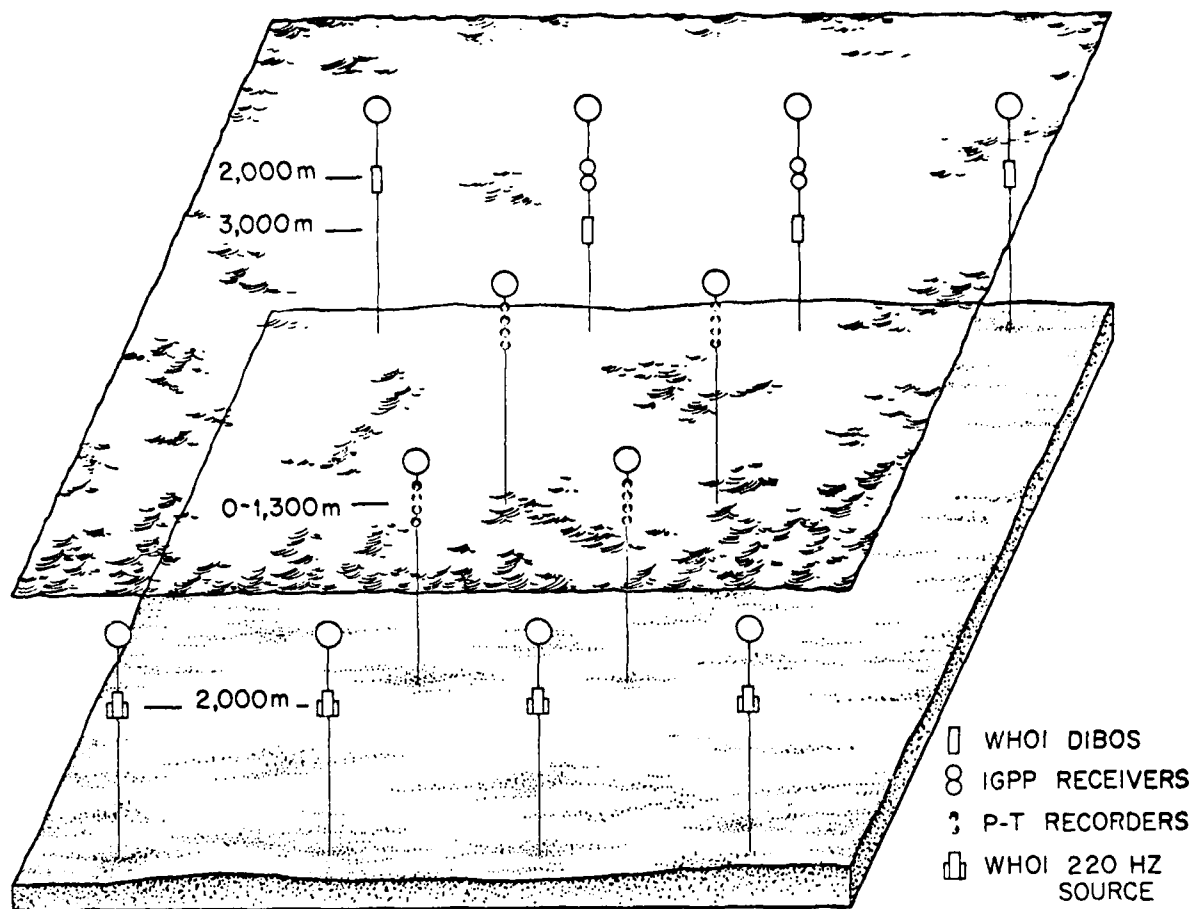 2,000m
3,000m
0-1,300m
2,000m
WHOI DIBOS
IGPP RECEIVERS
P-T RECORDERS
WHOI 220 HZ
SOURCE